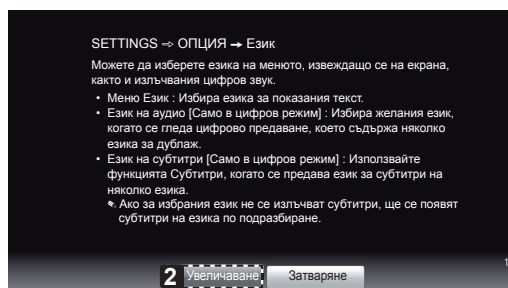 SETTINGS ⇨ ОПЦИЯ → Език
Можете да изберете езика на менюто, извеждащо се на екрана,
както и излъчвания цифров звук.
• Меню Език : Избира езика за показания текст.
• Език на аудио [Само в цифров режим] : Избира желания език,
когато се гледа цифрово предаване, което съдържа няколко
езика за дублаж.
• Език на субтитри [Само в цифров режим] : Използвайте
функцията Субтитри, когато се предава език за субтитри на
няколко езика.
✎ Ако за избрания език не се излъчват субтитри, ще се появят
субтитри на езика по подразбиране.
1
2 Увеличаване Затваряне